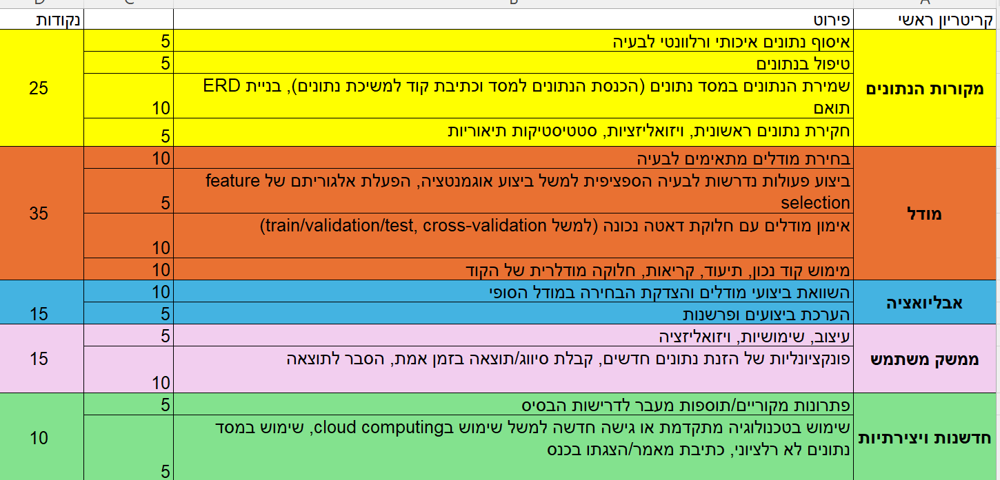 D C B A
קריטריון ראשי פירוט נקודות
מקורות הנתונים
איסוף נתונים איכותי ורלוונטי לבעיה 5
טיפול בנתונים 5
שמירת הנתונים במסד נתונים (הכנסת הנתונים למסד וכתיבת קוד למשיכת נתונים), בניית ERD
תואם 10
חקירת נתונים ראשונית, ויזואליזציות, סטטיסטיקות תיאוריות 5
25
מודל
בחירת מודלים מתאימים לבעיה 10
ביצוע פעולות נדרשות לבעיה הספציפית למשל ביצוע אוגמנטציה, הפעלת אלגוריתם של feature
selection 5
אימון מודלים עם חלוקת דאטה נכונה (למשל train/validation/test, cross-validation)
10
מימוש קוד נכון, תיעוד, קריאות, חלוקה מודלרית של הקוד 10
35
אבליואציה
השוואת ביצועי מודלים והצדקת הבחירה במודל הסופי 10
הערכת ביצועים ופרשנות 5
15
ממשק משתמש
עיצוב, שימושיות, ויזואליזציה 5
פונקציונליות של הזנת נתונים חדשים, קבלת סיווג/תוצאה בזמן אמת, הסבר לתוצאה
10
15
חדשנות ויצירתיות
פתרונות מקוריים/תוספות מעבר לדרישות הבסיס 5
שימוש בטכנולוגיה מתקדמת או גישה חדשה למשל שימוש בcloud computing, שימוש במסד
נתונים לא רלציוני, כתיבת מאמר/הצגתו בכנס
5
10